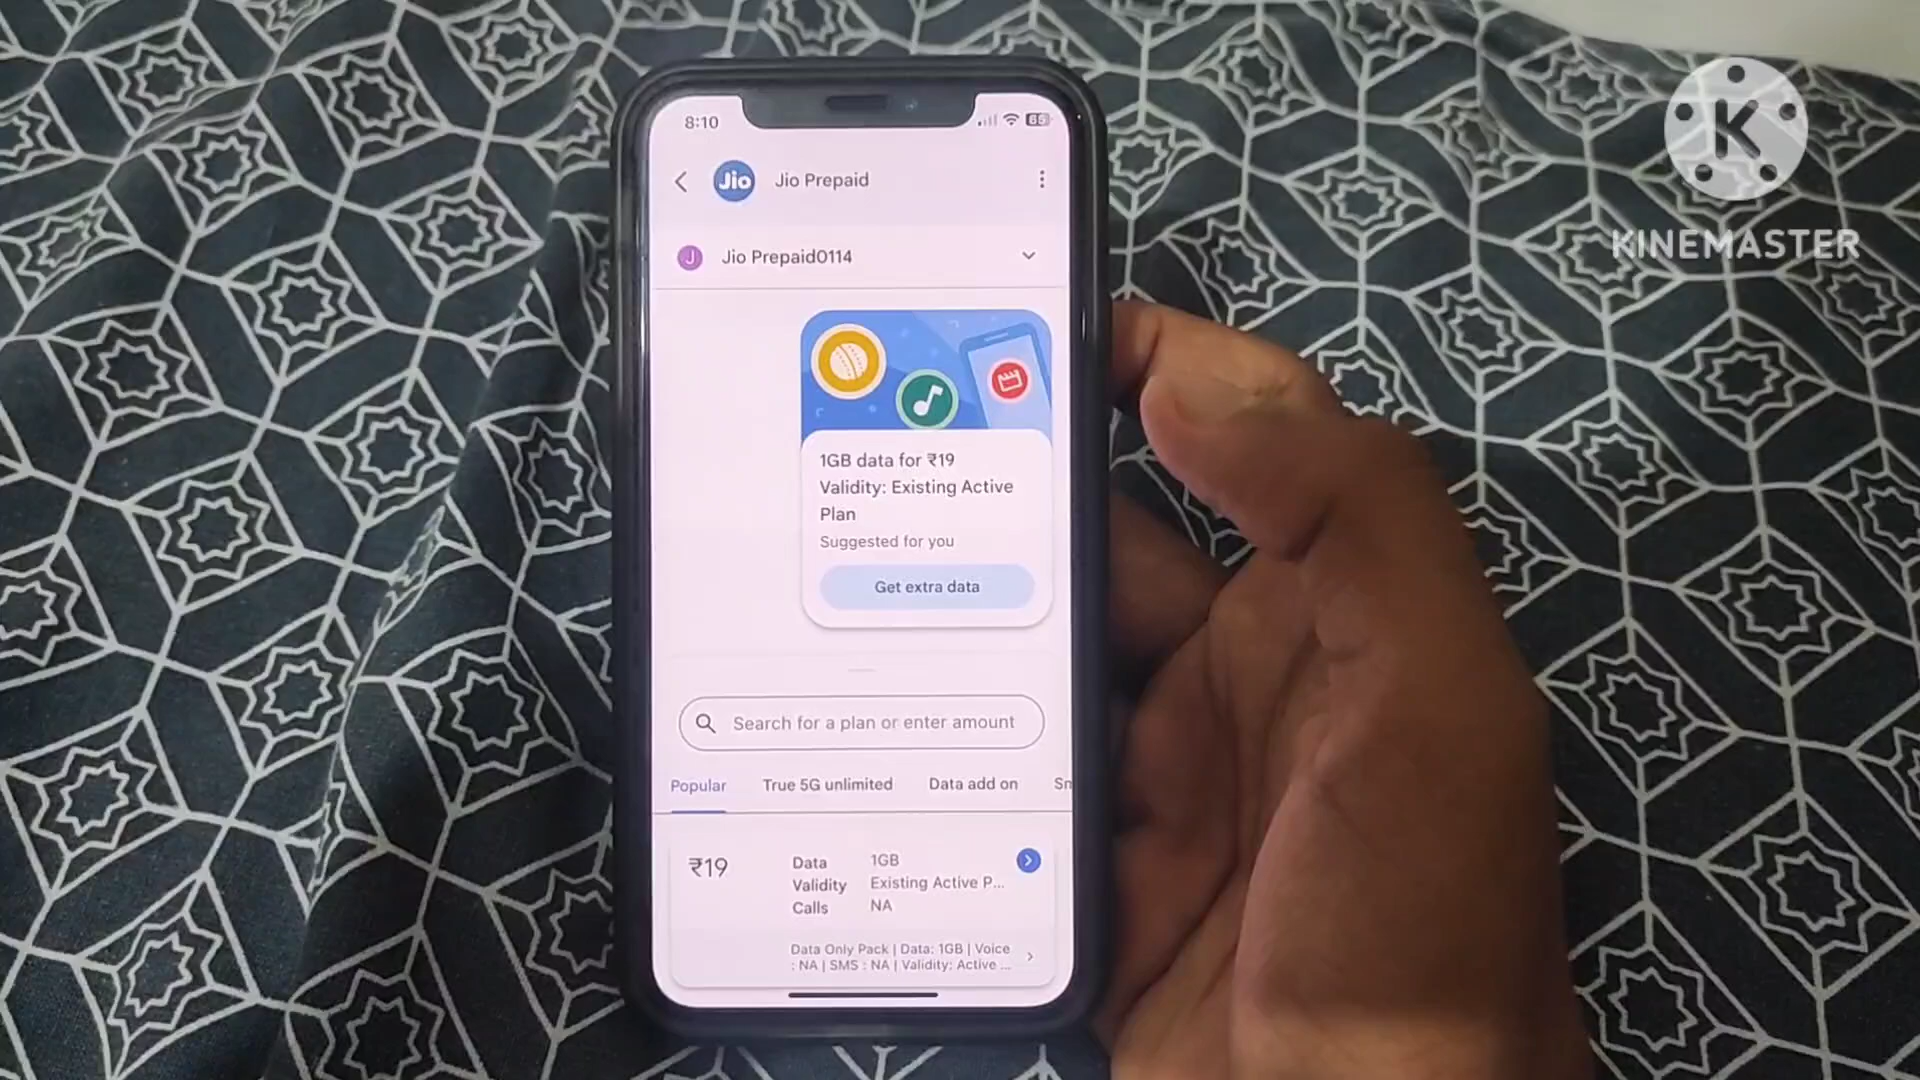 8:10
65
Jio
Jio Prepaid
J
Jio Prepaid0114
1GB data for ₹19
Validity: Existing Active
Plan
Suggested for you
Get extra data
Search for a plan or enter amount
Popular
True 5G unlimited
Data add on
Sm
₹19
Data 1GB
Validity Existing Active P...
Calls NA
Data Only Pack | Data: 1GB | Voice
: NA | SMS : NA | Validity: Active ...
K
KINEMASTER